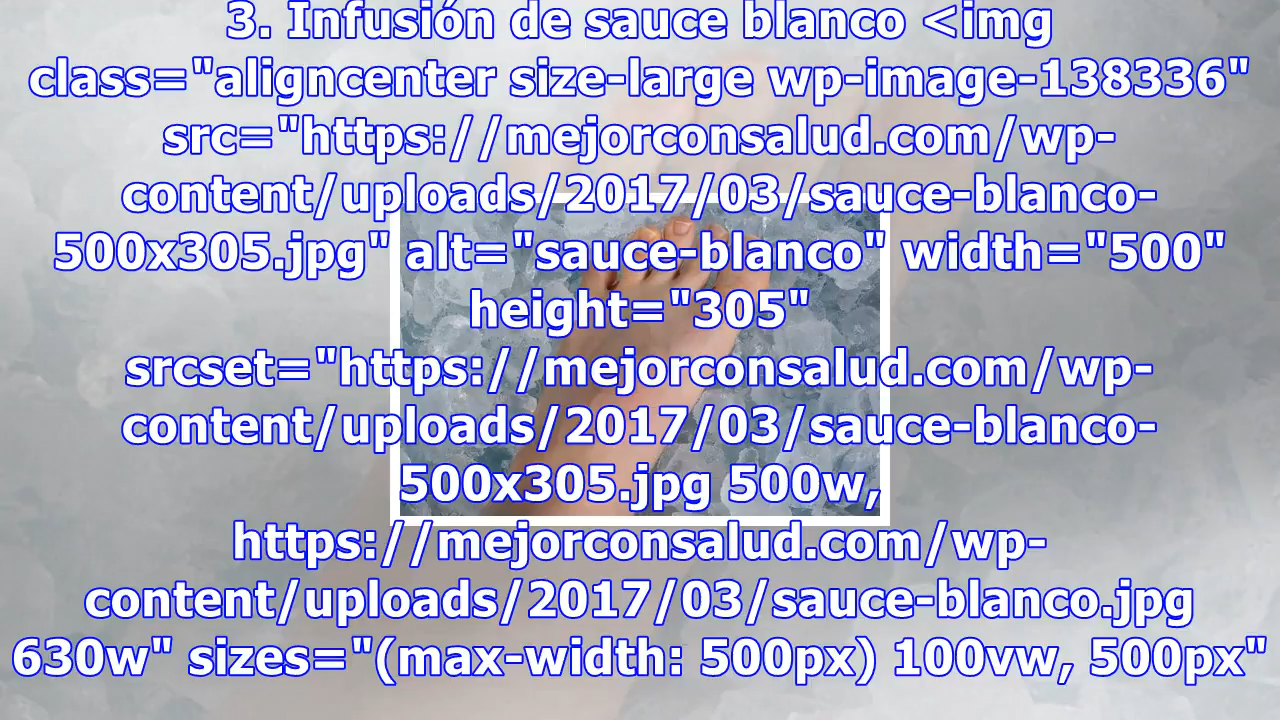 3. Infusión de sauce blanco <img
class="aligncenter size-large wp-image-138336"
src="https://mejorconsalud.com/wp-
content/uploads/2017/03/sauce-blanco-
500x305.jpg" alt="sauce-blanco" width="500"
height="305"
srcset="https://mejorconsalud.com/wp-
content/uploads/2017/03/sauce-blanco-
500x305.jpg 500w,
https://mejorconsalud.com/wp-
content/uploads/2017/03/sauce-blanco.jpg
630w" sizes="(max-width: 500px) 100vw, 500px"